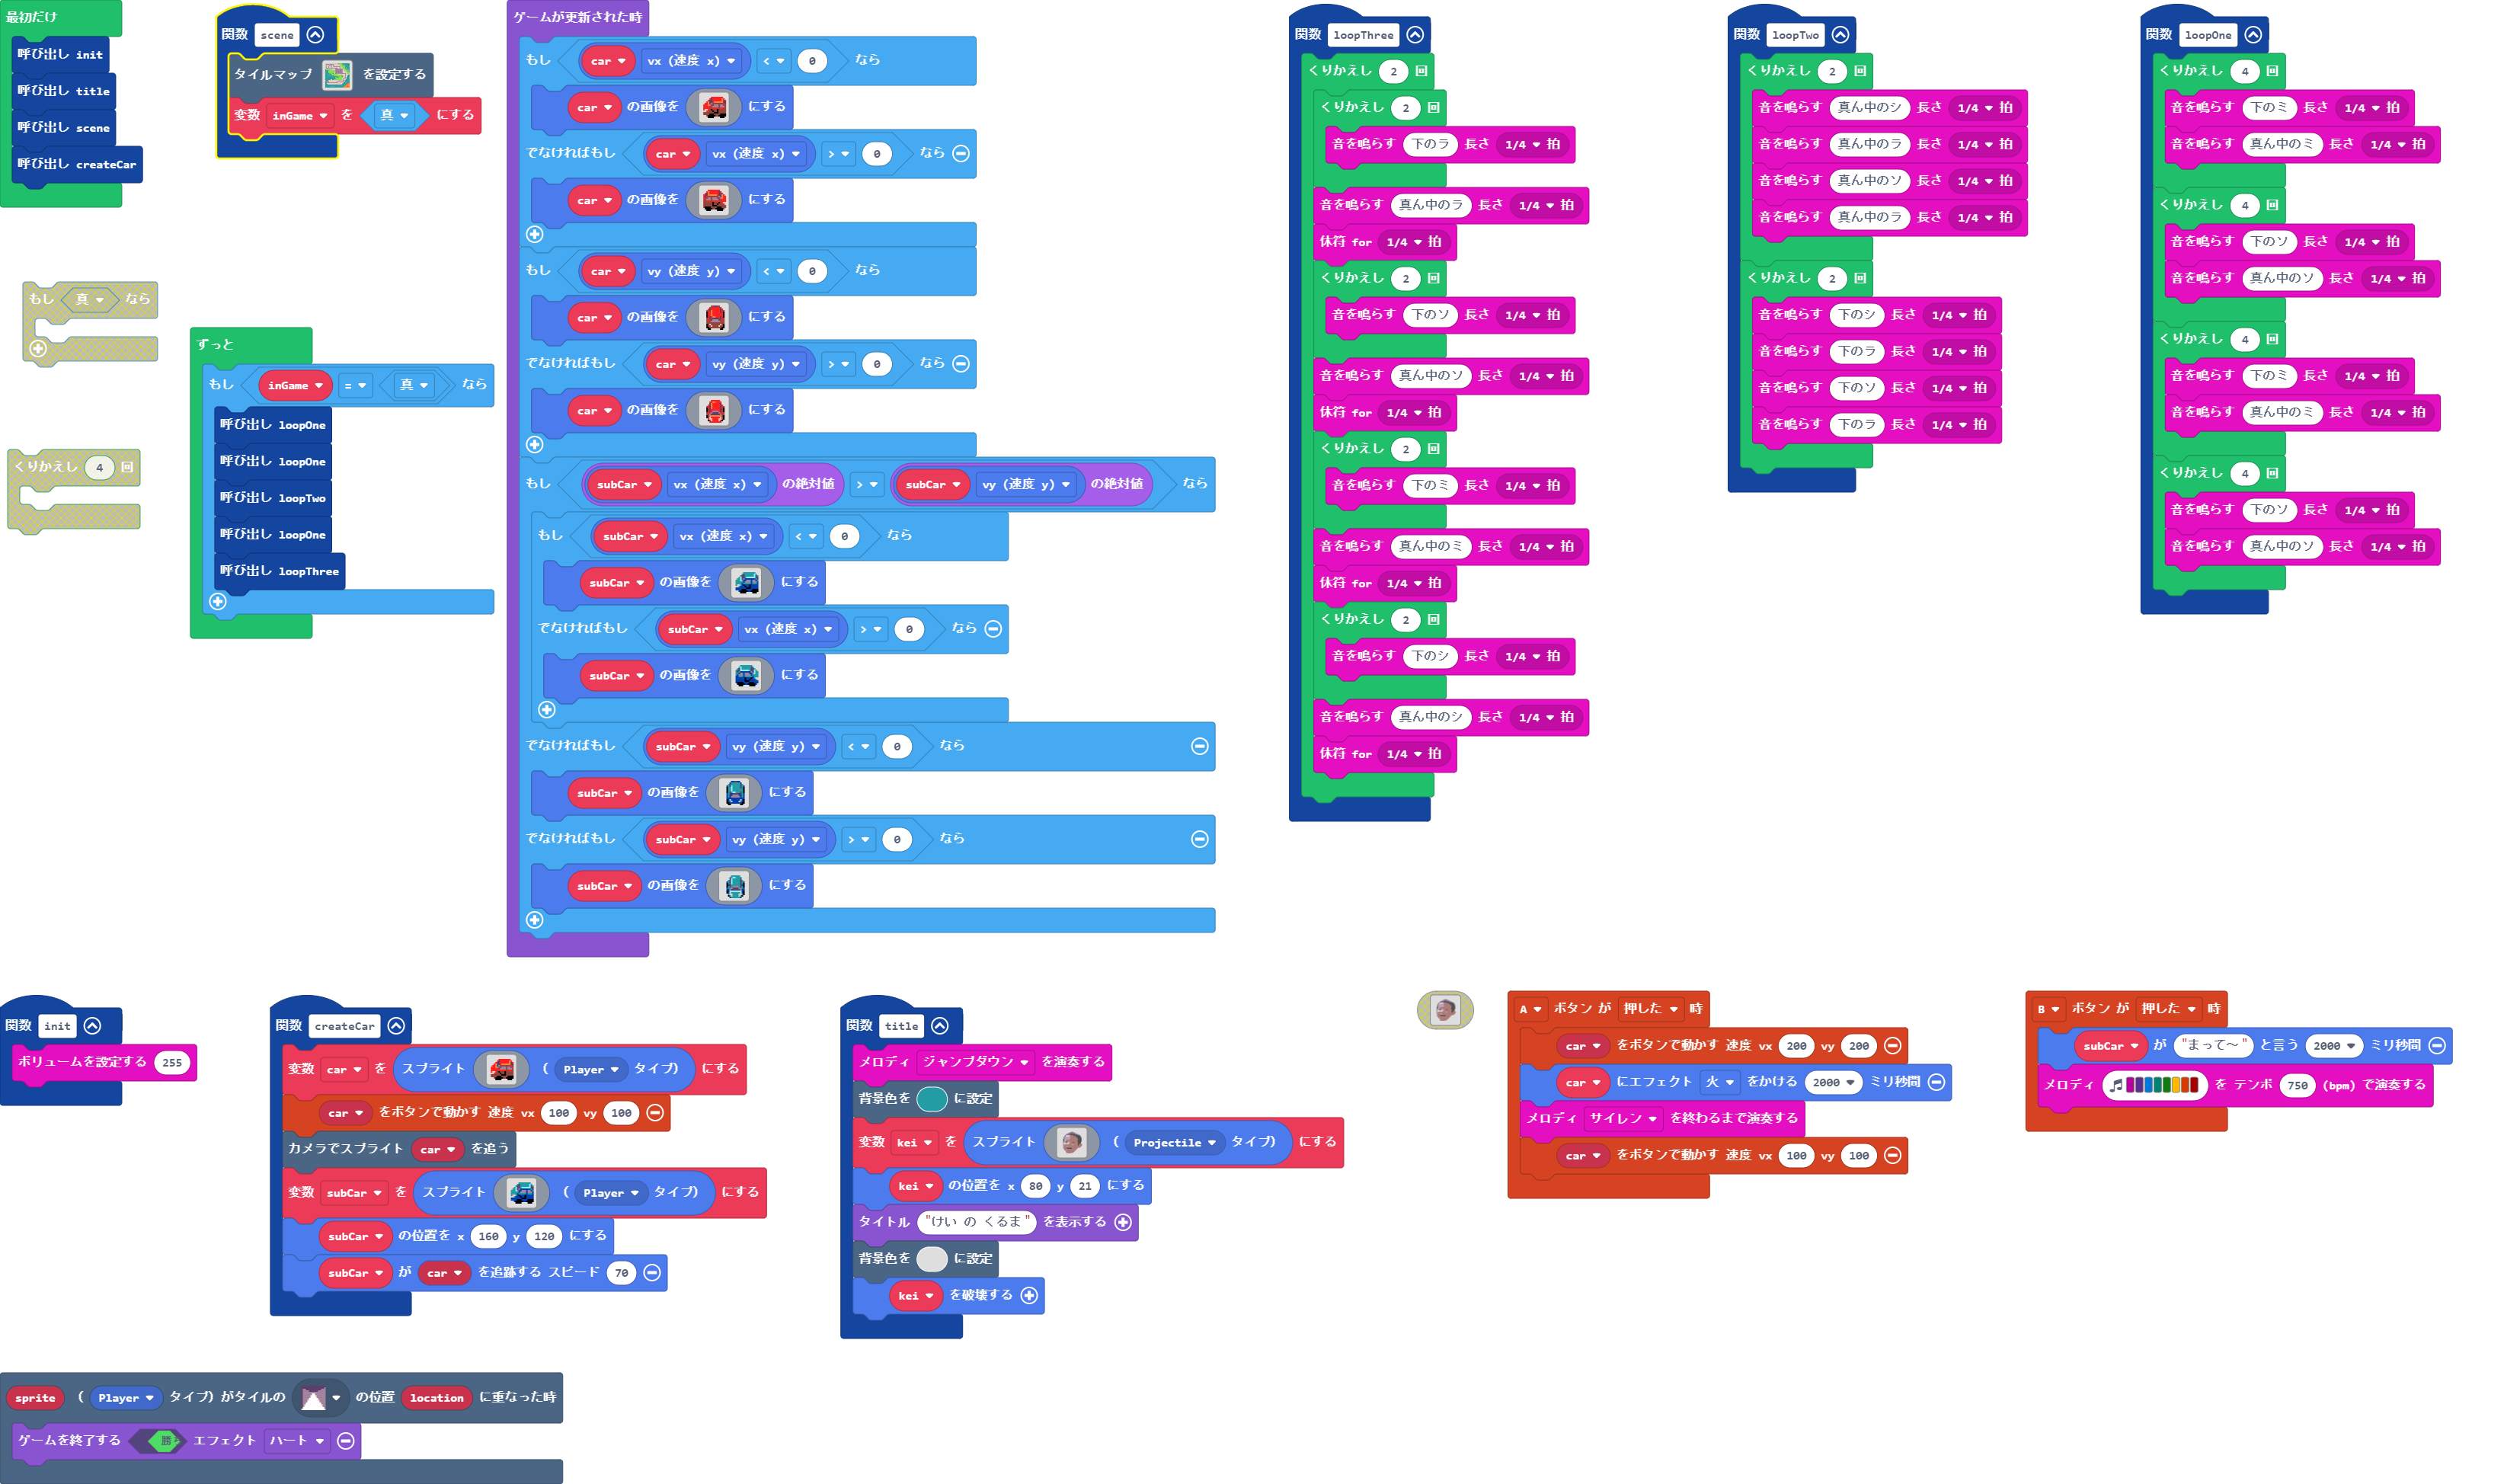 最初だけ
呼び出し init
呼び出し title
呼び出し scene
呼び出し createCar
関数 scene
タイルマップ を設定する
変数 inGame を 真 にする
もし 真 なら
くりかえし 4 回
ずっと
もし inGame = 真 なら
呼び出し loopOne
呼び出し loopOne
呼び出し loopTwo
呼び出し loopOne
呼び出し loopThree
ゲームが更新された時
もし car vx (速度 x) < 0 なら
car の画像を にする
でなければもし car vx (速度 x) > 0 なら
car の画像を にする
もし car vy (速度 y) < 0 なら
car の画像を にする
でなければもし car vy (速度 y) > 0 なら
car の画像を にする
もし subCar vx (速度 x) の絶対値 > subCar vy (速度 y) の絶対値 なら
もし subCar vx (速度 x) < 0 なら
subCar の画像を にする
でなければもし subCar vx (速度 x) > 0 なら
subCar の画像を にする
でなければもし subCar vy (速度 y) < 0 なら
subCar の画像を にする
でなければもし subCar vy (速度 y) > 0 なら
subCar の画像を にする
関数 loopThree
くりかえし 2 回
くりかえし 2 回
音を鳴らす 下のラ 長さ 1/4 拍
音を鳴らす 真ん中のラ 長さ 1/4 拍
休符 for 1/4 拍
くりかえし 2 回
音を鳴らす 下のソ 長さ 1/4 拍
音を鳴らす 真ん中のソ 長さ 1/4 拍
休符 for 1/4 拍
くりかえし 2 回
音を鳴らす 下のミ 長さ 1/4 拍
音を鳴らす 真ん中のミ 長さ 1/4 拍
休符 for 1/4 拍
くりかえし 2 回
音を鳴らす 下のシ 長さ 1/4 拍
音を鳴らす 真ん中のシ 長さ 1/4 拍
休符 for 1/4 拍
関数 loopTwo
くりかえし 2 回
音を鳴らす 真ん中のシ 長さ 1/4 拍
音を鳴らす 真ん中のラ 長さ 1/4 拍
音を鳴らす 真ん中のソ 長さ 1/4 拍
音を鳴らす 真ん中のラ 長さ 1/4 拍
くりかえし 2 回
音を鳴らす 下のシ 長さ 1/4 拍
音を鳴らす 下のラ 長さ 1/4 拍
音を鳴らす 下のソ 長さ 1/4 拍
音を鳴らす 下のラ 長さ 1/4 拍
関数 loopOne
くりかえし 4 回
音を鳴らす 下のミ 長さ 1/4 拍
音を鳴らす 真ん中のミ 長さ 1/4 拍
くりかえし 4 回
音を鳴らす 下のソ 長さ 1/4 拍
音を鳴らす 真ん中のソ 長さ 1/4 拍
くりかえし 4 回
音を鳴らす 下のミ 長さ 1/4 拍
音を鳴らす 真ん中のミ 長さ 1/4 拍
くりかえし 4 回
音を鳴らす 下のソ 長さ 1/4 拍
音を鳴らす 真ん中のソ 長さ 1/4 拍
関数 init
ボリュームを設定する 255
関数 createCar
変数 car を スプライト ( Player タイプ) にする
car をボタンで動かす 速度 vx 100 vy 100
カメラでスプライト car を追う
変数 subCar を スプライト ( Player タイプ) にする
subCar の位置を x 160 y 120 にする
subCar が car を追跡する スピード 70
関数 title
メロディ ジャンプダウン を演奏する
背景色を に設定
変数 kei を スプライト ( Projectile タイプ) にする
kei の位置を x 80 y 21 にする
タイトル "けい の くるま" を表示する
背景色を に設定
kei を破壊する
A ボタン が 押した 時
car をボタンで動かす 速度 vx 200 vy 200
car にエフェクト 火 をかける 2000 ミリ秒間
メロディ サイレン を終わるまで演奏する
car をボタンで動かす 速度 vx 100 vy 100
B ボタン が 押した 時
subCar が "まって〜" と言う 2000 ミリ秒間
メロディ を テンポ 750 (bpm) で演奏する
sprite ( Player タイプ) がタイルの の位置 location に重なった時
ゲームを終了する エフェクト ハート